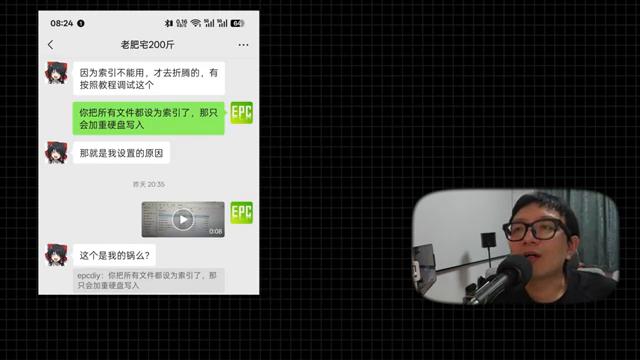 08:24
64
老肥宅200斤
因为索引不能用，才去折腾的，有
按照教程调试这个
你把所有文件都设为索引了，那只
会加重硬盘写入
EPC
那就是我设置的原因
昨天 20:35
0:08
EPC
这个是我的锅么？
epcdiy：你把所有文件都设为索引了，那
只会加重硬盘写入